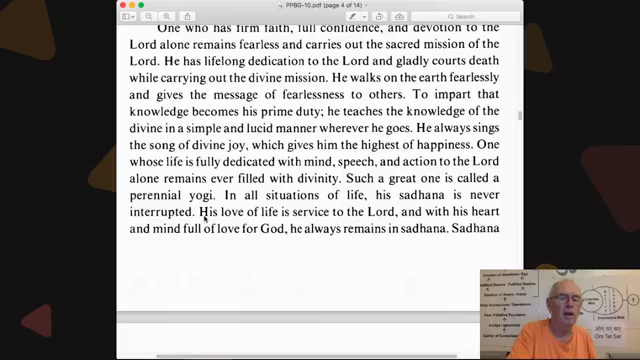 PPBG-10.pdf (page 4 of 14)
Search
One who has firm faith, full confidence, and devotion to the
Lord alone remains fearless and carries out the sacred mission of the
Lord. He has lifelong dedication to the Lord and gladly courts death
while carrying out the divine mission. He walks on the earth fearlessly
and gives the message of fearlessness to others. To impart that
knowledge becomes his prime duty; he teaches the knowledge of the
divine in a simple and lucid manner wherever he goes. He always sings
the song of divine joy, which gives him the highest of happiness. One
whose life is fully dedicated with mind, speech, and action to the Lord
alone remains ever filled with divinity. Such a great one is called a
perennial yogi. In all situations of life, his sadhana is never
interrupted. His love of life is service to the Lord, and with his heart
and mind full of love for God, he always remains in sadhana. Sadhana
Unconscious Mind
Om Tat Sat
?